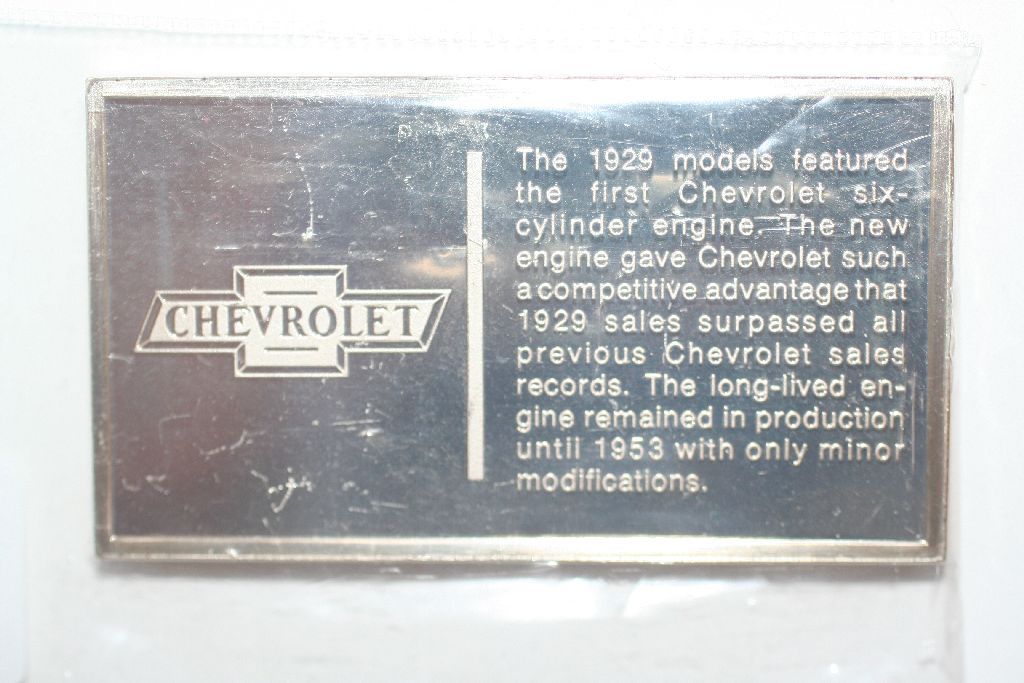 CHEVROLET
The 1929 models featured
the first Chevrolet six-
cylinder engine. The new
engine gave Chevrolet such
a competitive advantage that
1929 sales surpassed all
previous Chevrolet sales
records. The long-lived en-
gine remained in production
until 1953 with only minor
modifications.